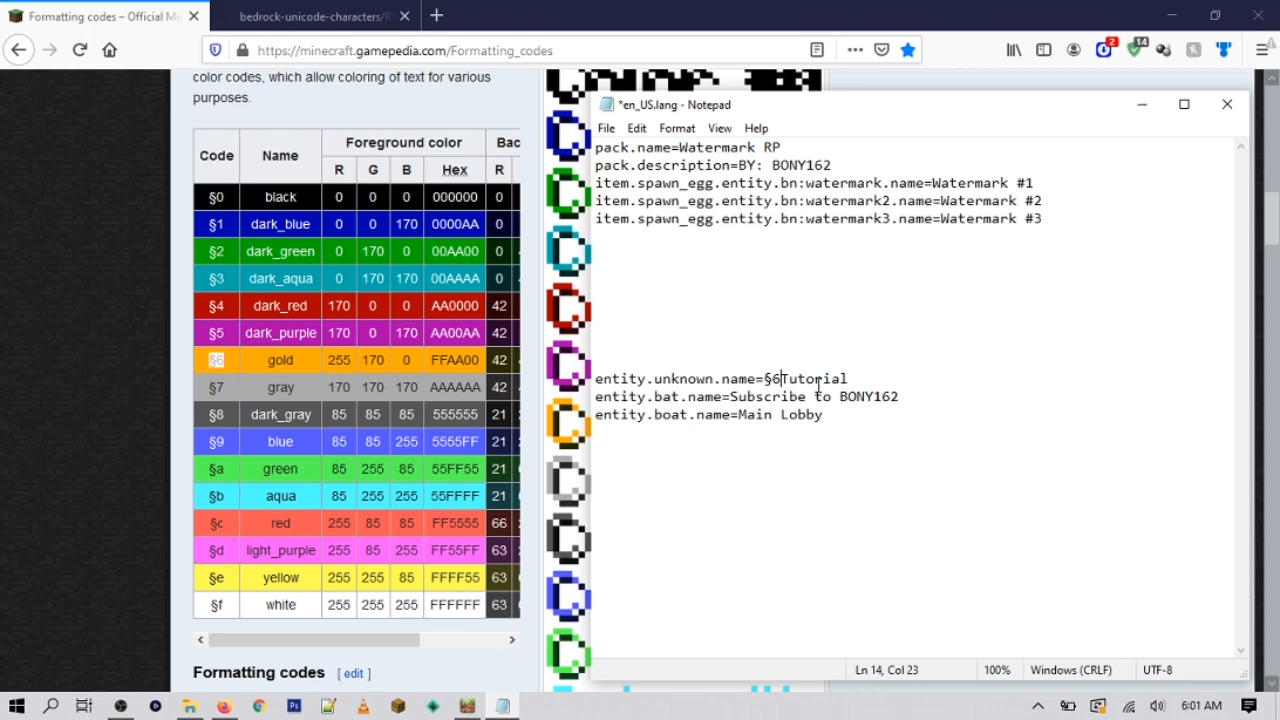 Formatting codes – Official Mi
bedrock-unicode-characters/R
https://minecraft.gamepedia.com/Formatting_codes
2
14
color codes, which allow coloring of text for various
purposes.
Code Name Foreground color Bac
R G B Hex R
§0 black 0 0 0 000000 0
§1 dark_blue 0 0 170 0000AA 0
§2 dark_green 0 170 0 00AA00 0
§3 dark_aqua 0 170 170 00AAAA 0
§4 dark_red 170 0 0 AA0000 42
§5 dark_purple 170 0 170 AA00AA 42
§6 gold 255 170 0 FFAA00 42
§7 gray 170 170 170 AAAAAA 42
§8 dark_gray 85 85 85 555555 21
§9 blue 85 85 255 5555FF 21
§a green 85 255 85 55FF55 21
§b aqua 85 255 255 55FFFF 21
§c red 255 85 85 FF5555 66
§d light_purple 255 85 255 FF55FF 63
§e yellow 255 255 85 FFFF55 63
§f white 255 255 255 FFFFFF 63
Formatting codes [ edit ]
*en_US.lang - Notepad
File Edit Format View Help
pack.name=Watermark RP
pack.description=BY: BONY162
item.spawn_egg.entity.bn:watermark.name=Watermark #1
item.spawn_egg.entity.bn:watermark2.name=Watermark #2
item.spawn_egg.entity.bn:watermark3.name=Watermark #3
entity.unknown.name=§6Tutorial
entity.bat.name=Subscribe to BONY162
entity.boat.name=Main Lobby
Ln 14, Col 23 100% Windows (CRLF) UTF-8
6:01 AM